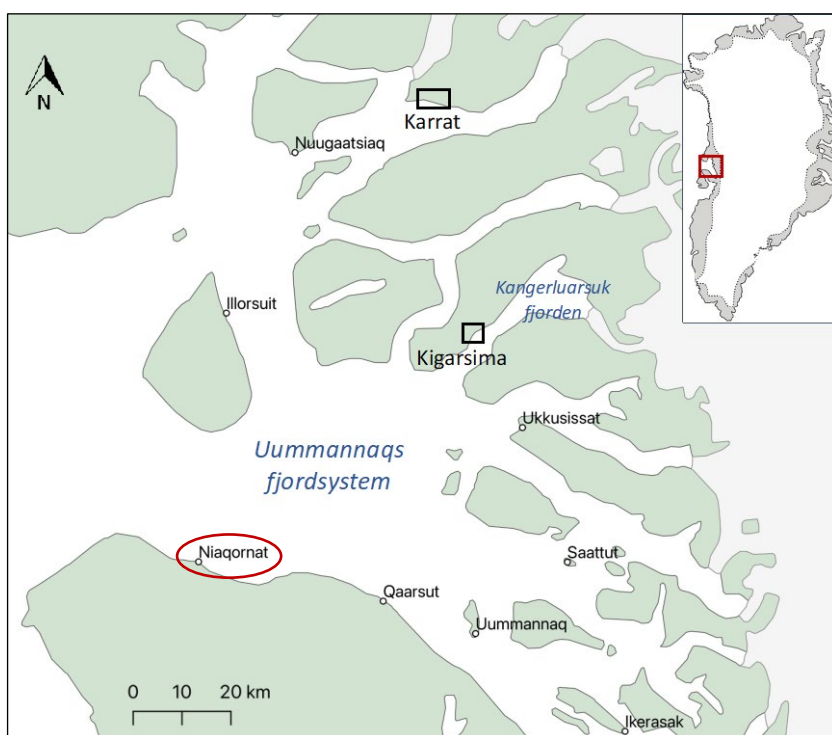 N
Karrat
Nuugaatsiaq
Kangerluarsuk
fjorden
Illorsuit
Kigarsima
Ukkusissat
Uummannaqs
fjordsystem
Niaqornat
Saattut
Qaarsut
Uummannaq
0 10 20 km
Ikerasak